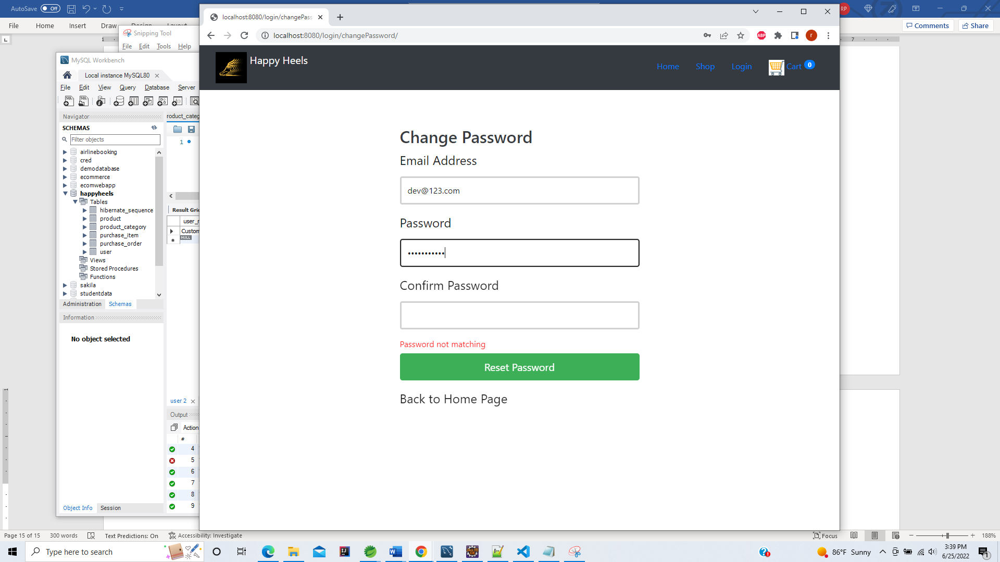 AutoSave Off
RP
File Home Insert Draw Design Layout
Comments Share
Snipping Tool
File Edit Tools Help
1
7
MySQL Workbench
Local instance MySQL80
File Edit View Query Database Server
Navigator
SCHEMAS
Filter objects
airlinebooking
cred
demodatabase
ecommerce
ecomwebapp
happyheels
Tables
hibernate_sequence
product
product_category
purchase_item
purchase_order
user
Views
Stored Procedures
Functions
sakila
studentdata
Administration Schemas
Information
No object selected
Object Info Session
roduct_categ
1
Result Grid
user_r
Custom
NULL
user 2
Output
Action
#
4
5
6
7
8
9
localhost:8080/login/changePass
localhost:8080/login/changePassword/
ABP
r
Happy Heels
Home Shop Login Cart 0
Change Password
Email Address
dev@123.com
Password
•••••••••••
Confirm Password
Password not matching
Reset Password
Back to Home Page
Page 15 of 15 300 words Text Predictions: On Accessibility: Investigate
Focus 188%
Type here to search
86°F Sunny
3:39 PM
6/25/2022
1